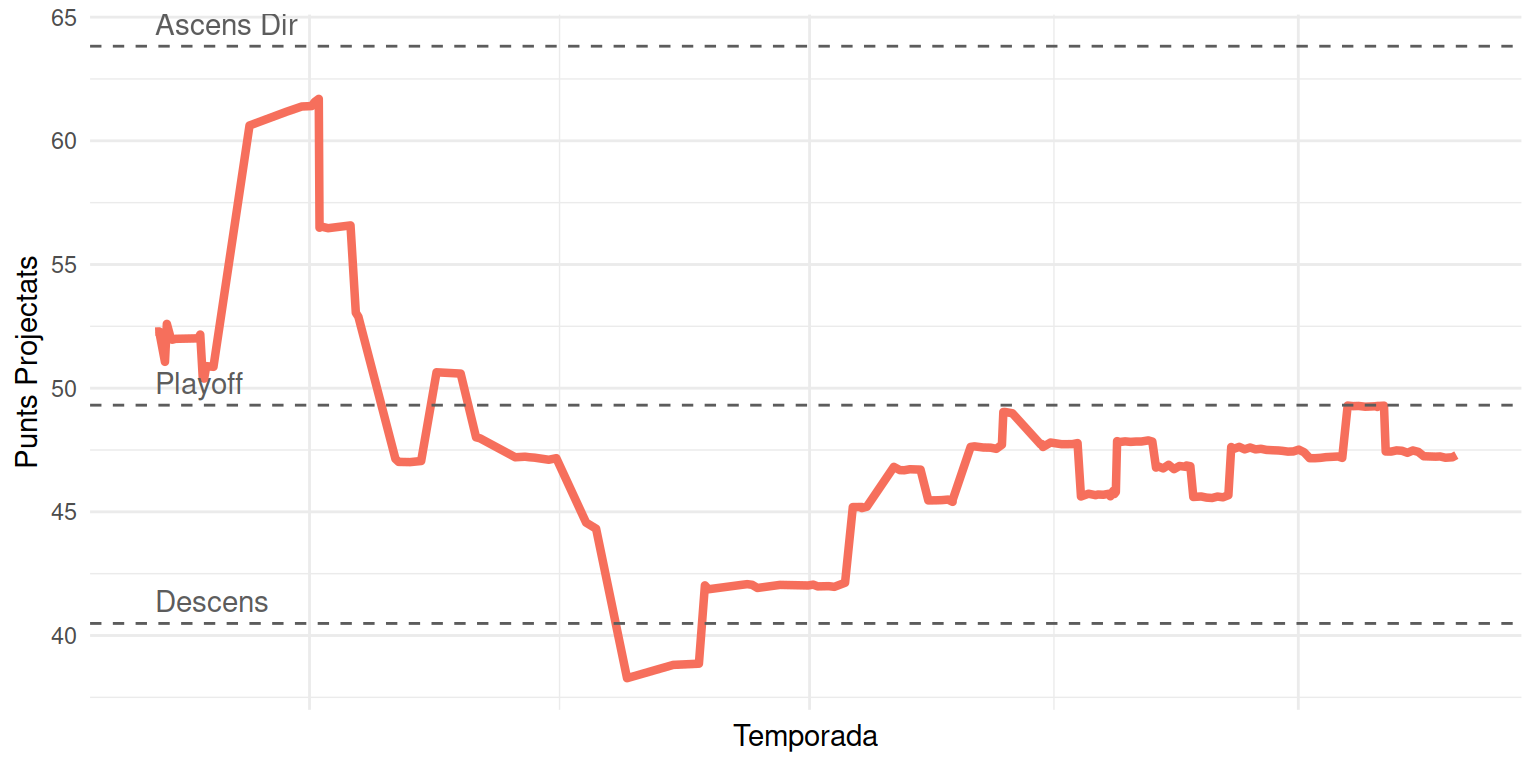 65
Ascens Dir
60
55
Punts Projectats
50
Playoff
45
Descens
40
Temporada